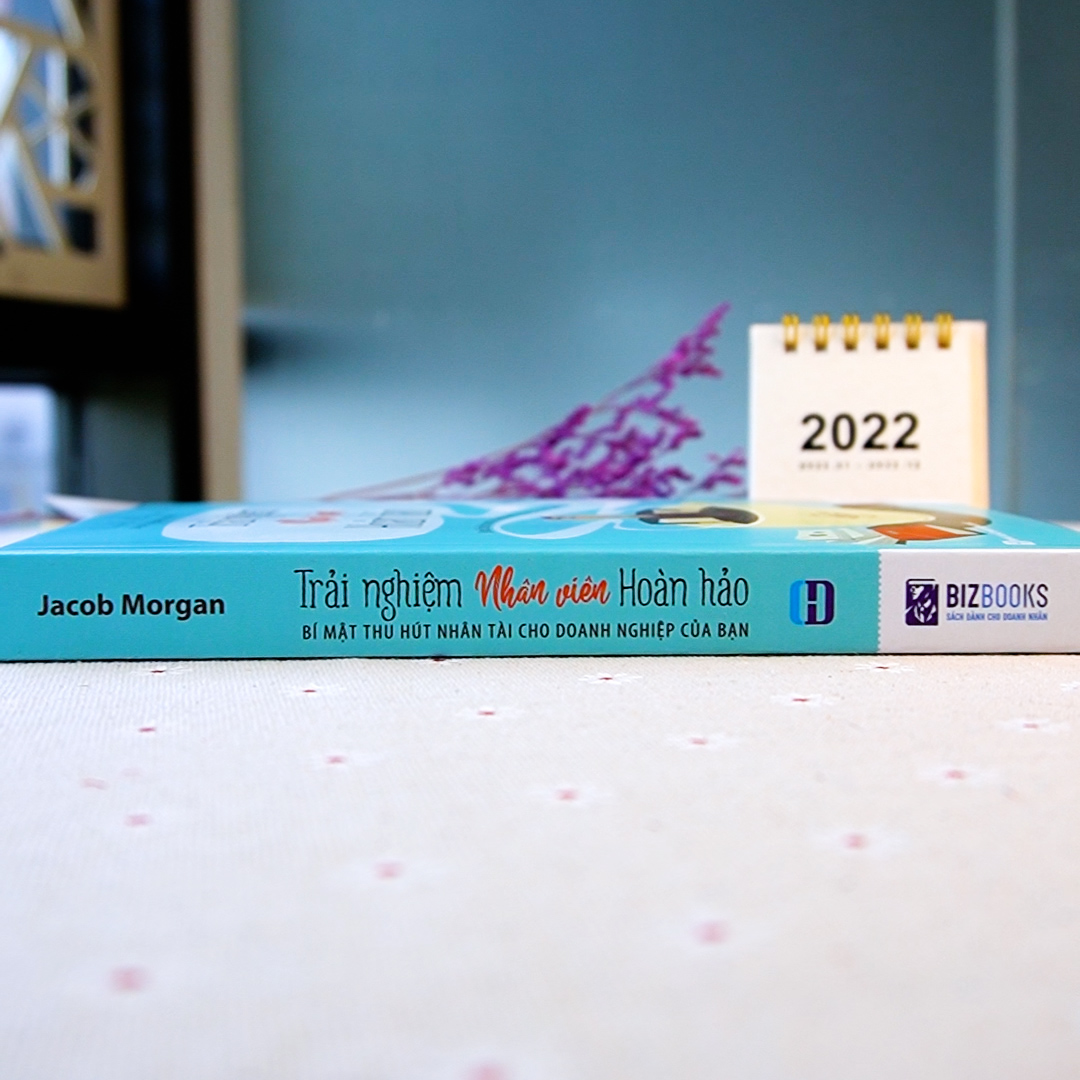 2022
Jacob Morgan
Trải nghiệm Nhân viên Hoàn hảo
BÍ MẬT THU HÚT NHÂN TÀI CHO DOANH NGHIỆP CỦA BẠN
BIZBOOKS
SÁCH DÀNH CHO DOANH NHÂN